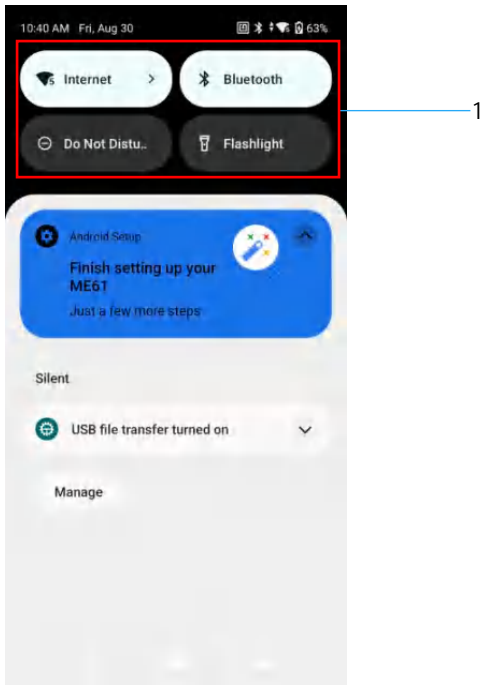 10:40 AM Fri, Aug 30 63%
Internet
Bluetooth
1
Do Not Distu..
Flashlight
Android Setup
Finish setting up your
ME61
Just a few more steps
Silent
USB file transfer turned on
Manage